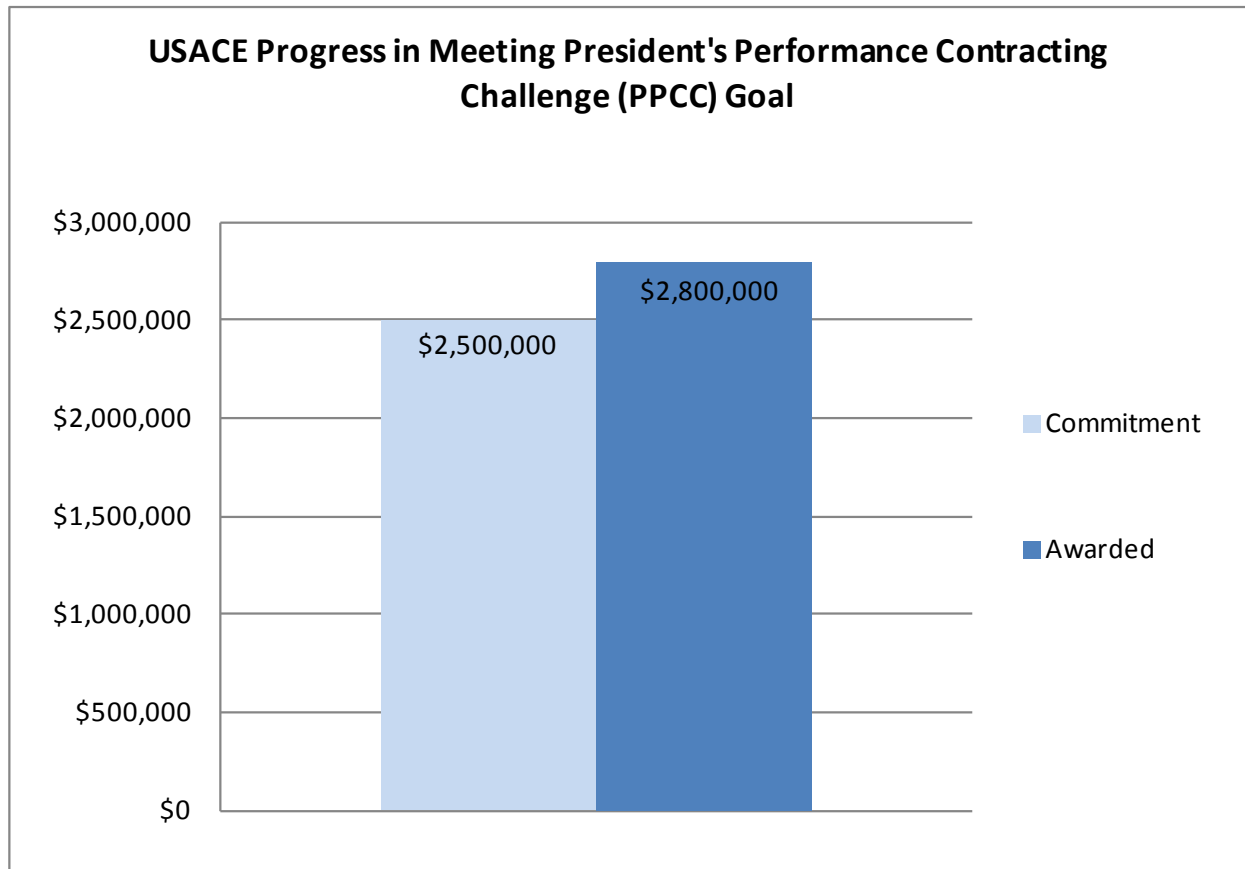 USACE Progress in Meeting President's Performance Contracting
Challenge (PPCC) Goal
$3,000,000
$2,500,000
$2,000,000
$1,500,000
$1,000,000
$500,000
$0
$2,500,000
$2,800,000
Commitment
Awarded